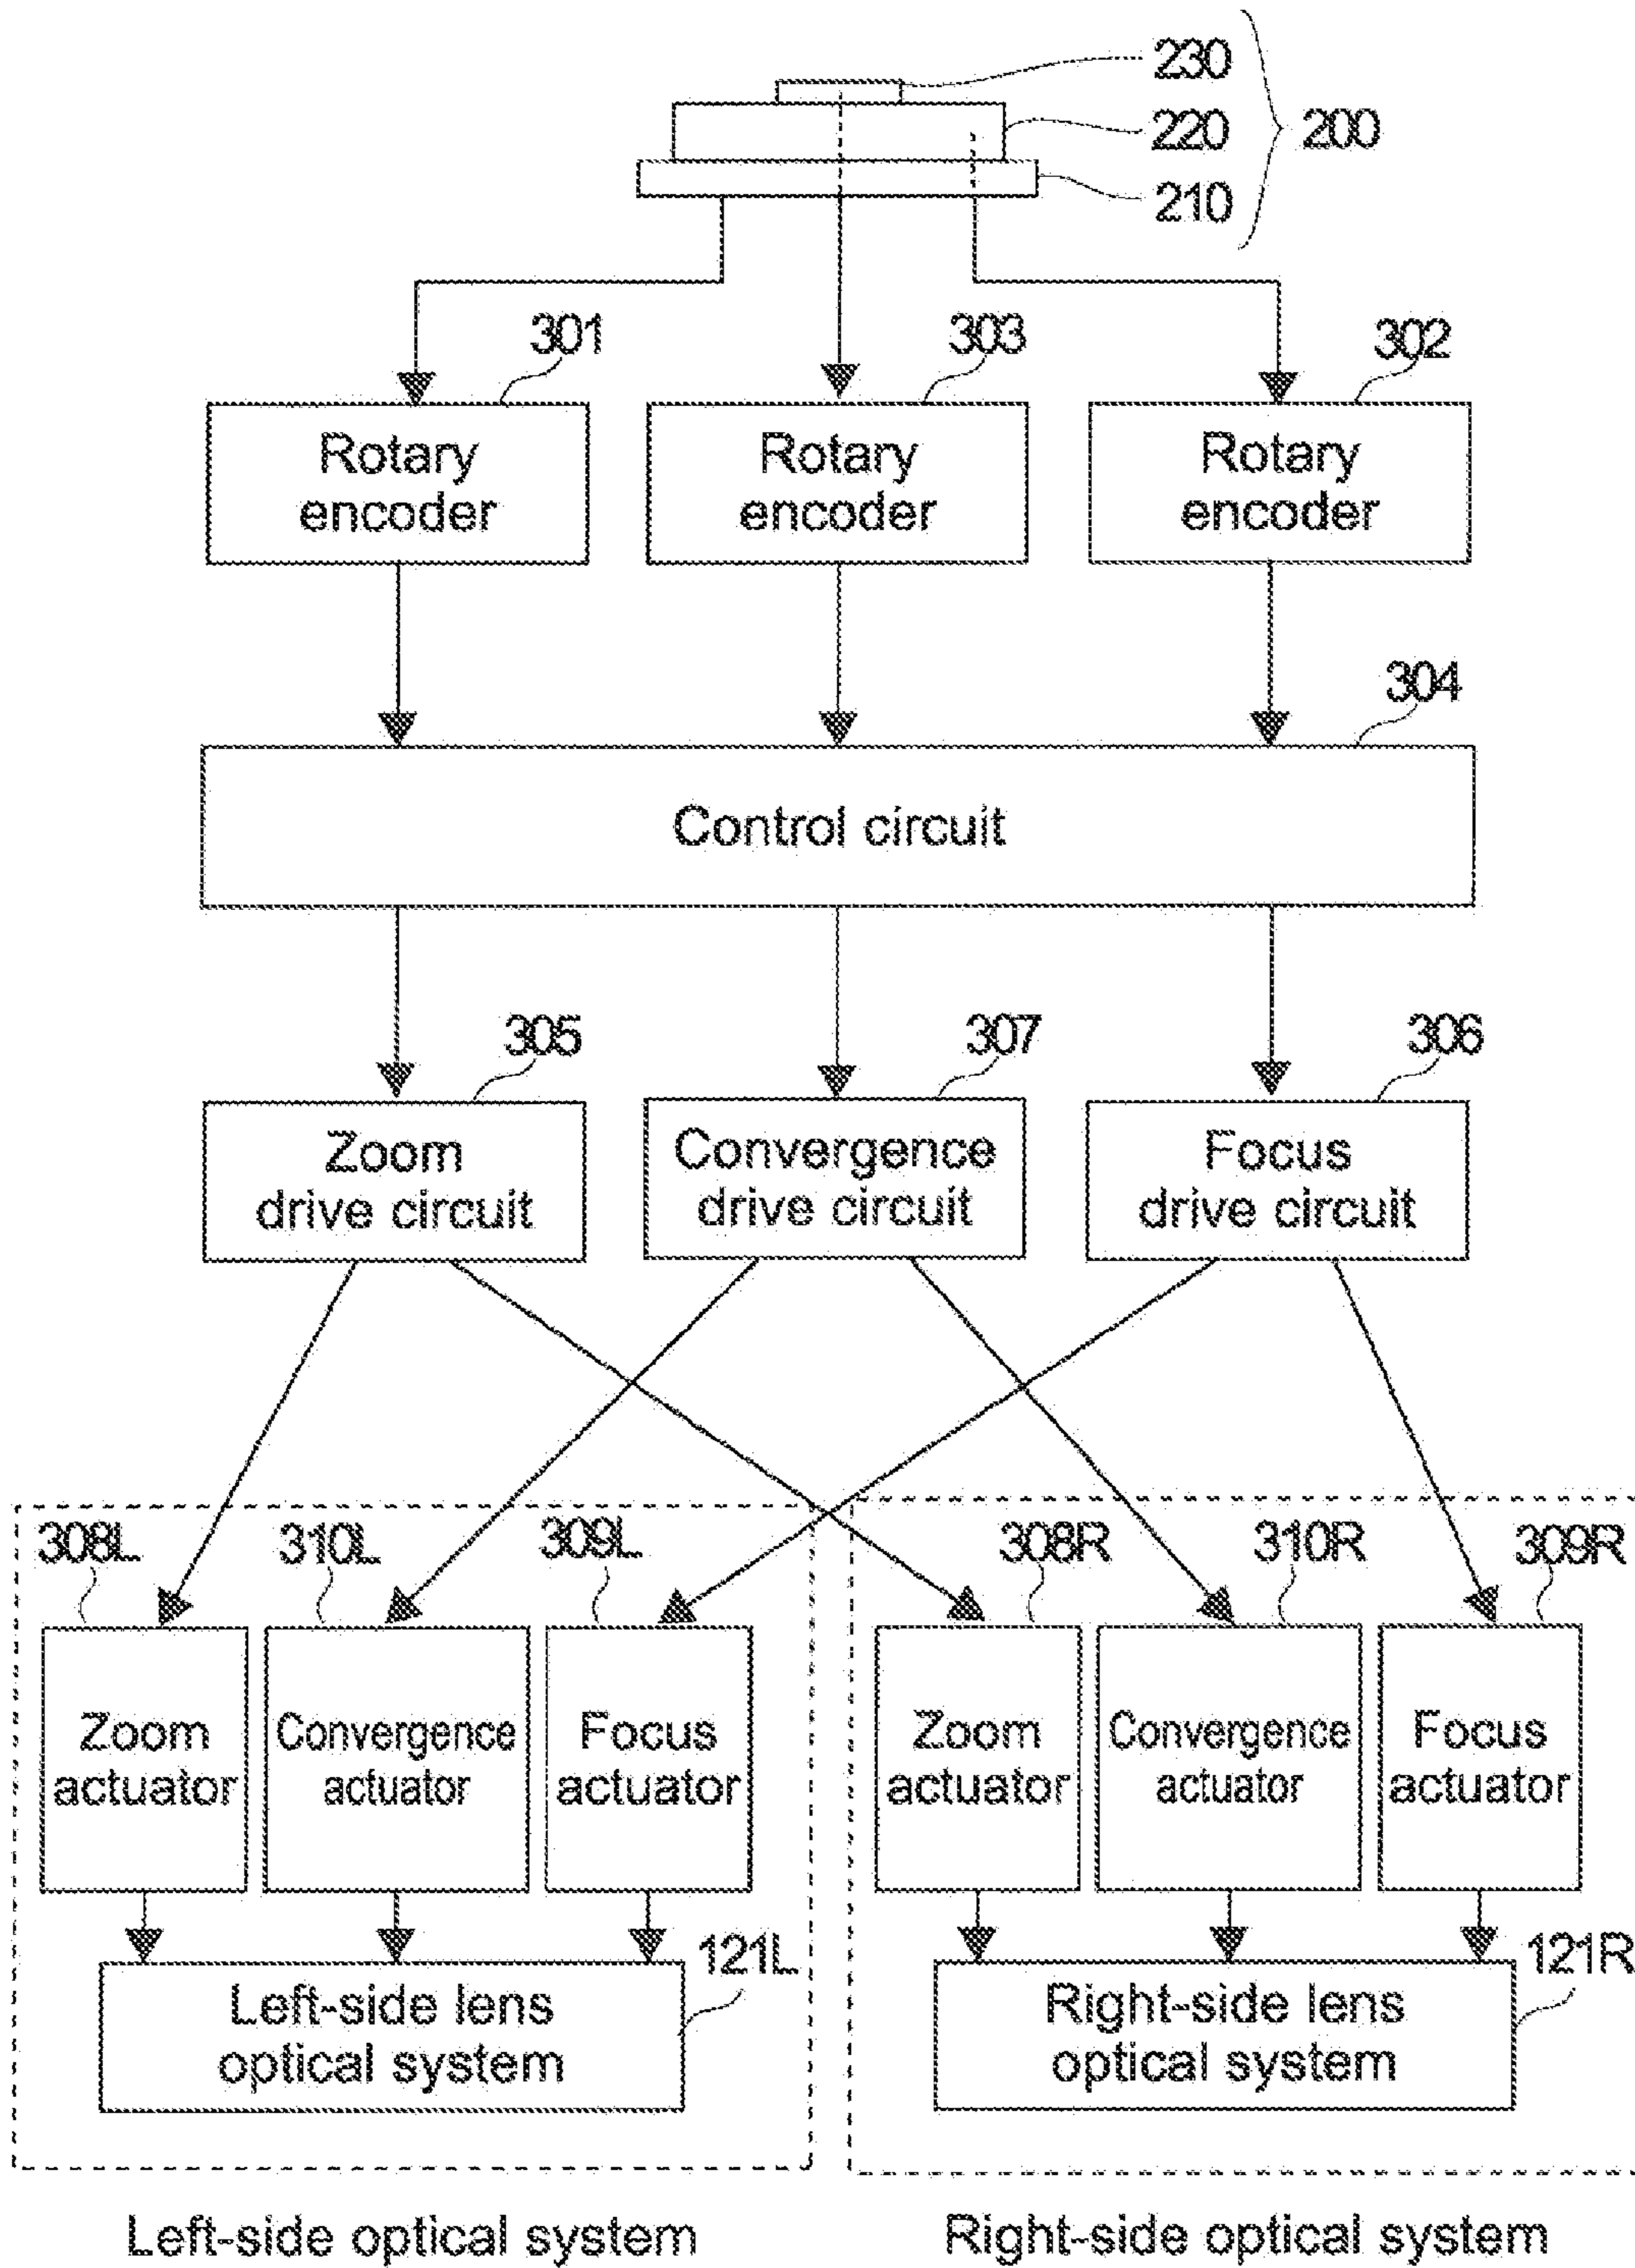 230
220
200
210
301
303
302
Rotary
encoder
Rotary
encoder
Rotary
encoder
304
Control circuit
305
307
306
Zoom
drive circuit
Convergence
drive circuit
Focus
drive circuit
308L
310L
309L
308R
310R
309R
Zoom
actuator
Convergence
actuator
Focus
actuator
Zoom
actuator
Convergence
actuator
Focus
actuator
121L
121R
Left-side lens
optical system
Right-side lens
optical system
Left-side optical system
Right-side optical system